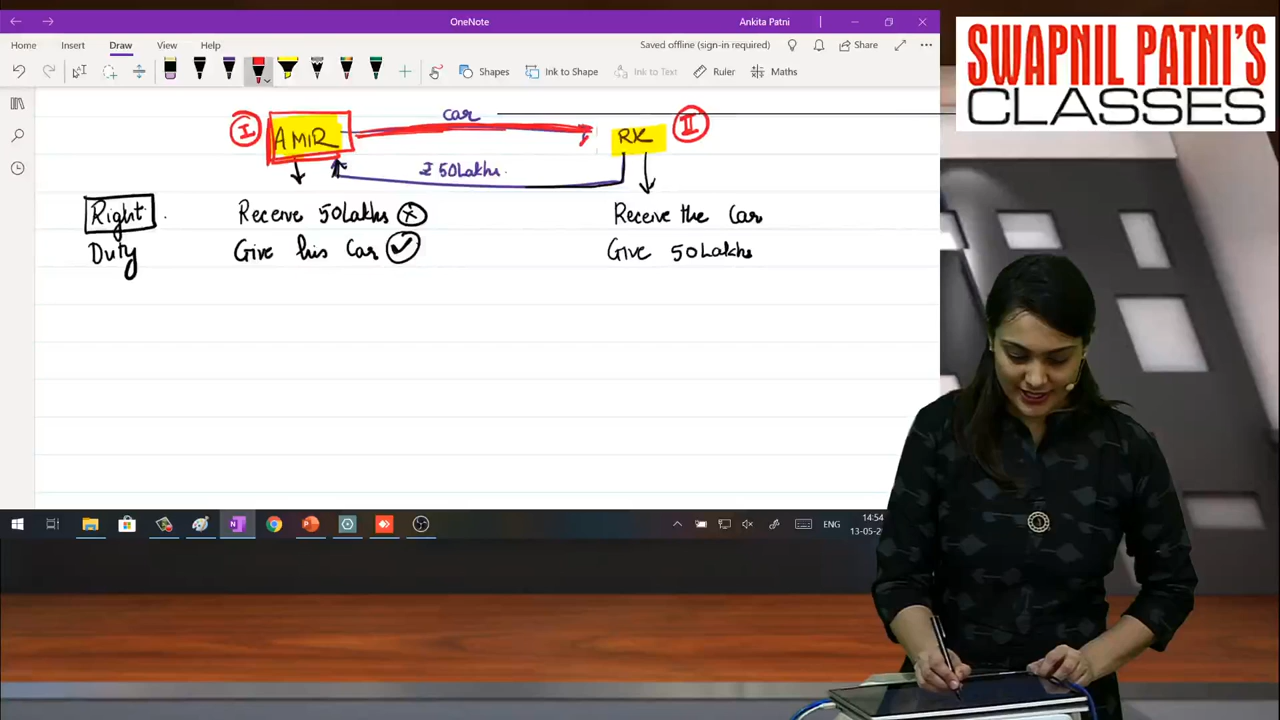 OneNote
Ankita Patni
Home Insert Draw View Help
Saved offline (sign-in required)
Share
Shapes
Ink to Shape
Ink to Text
Ruler
Maths
SWAPNIL PATNI'S
CLASSES
car
I AMIR RK II
₹ 50Lakhs.
Right Receive 50Lakhs Receive the Car
Duty Give his Car Give 50Lakhs
ENG
14:54